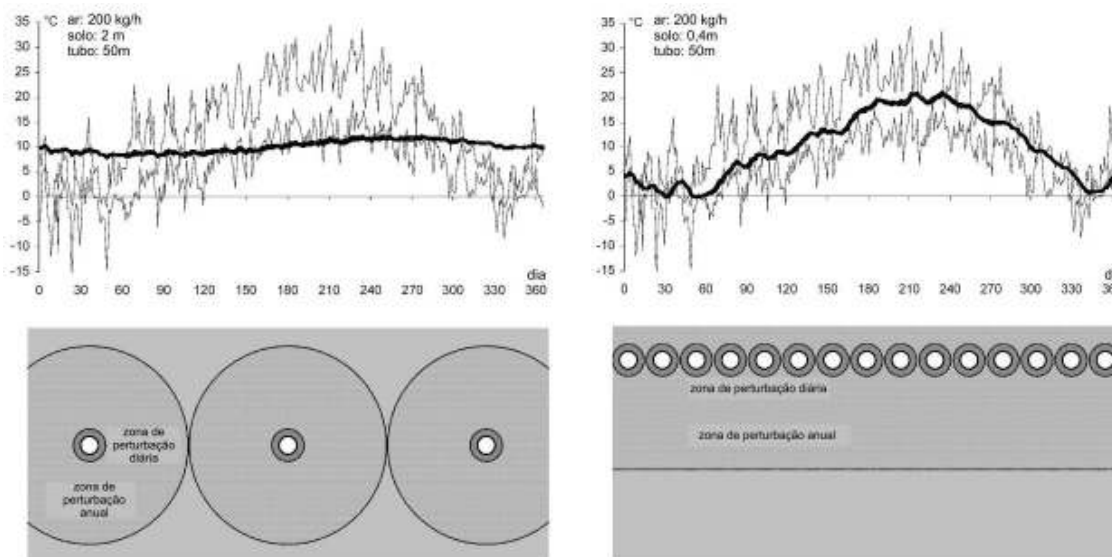 35 °C ar: 200 kg/h
30 solo: 2 m
25 tubo: 50m
20
15
10
5
0
-5
-10
-15
dia
0 30 60 90 120 150 180 210 240 270 300 330 360
35 °C ar: 200 kg/h
30 solo: 0,4m
25 tubo: 50m
20
15
10
5
0
-5
-10
-15
di
0 30 60 90 120 150 180 210 240 270 300 330 36
zona de
perturbação
diária
zona de
perturbação
anual
zona de perturbação diária
zona de perturbação anual